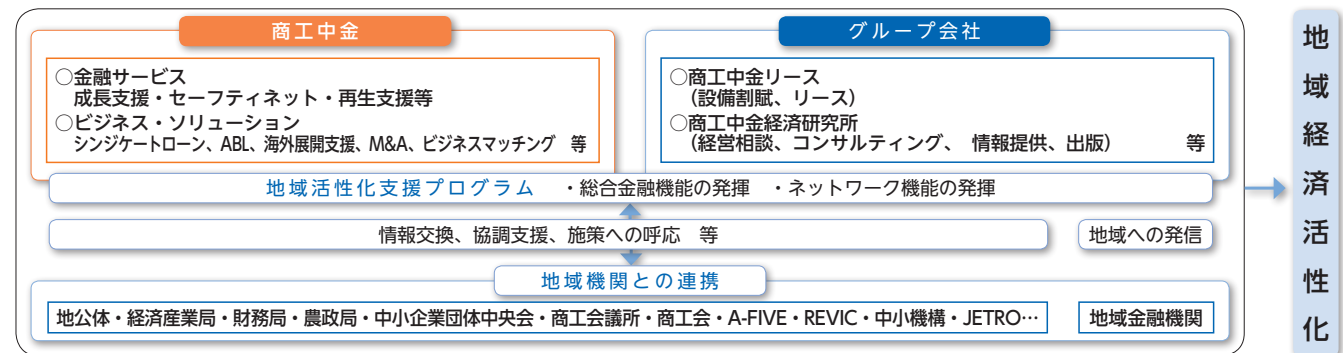 商工中金
○金融サービス
成長支援・セーフティネット・再生支援等
○ビジネス・ソリューション
シンジケートローン、ABL、海外展開支援、M&A、ビジネスマッチング　等
グループ会社
○商工中金リース
（設備割賦、リース）
○商工中金経済研究所
（経営相談、コンサルティング、　情報提供、出版）　等
地域活性化支援プログラム　・総合金融機能の発揮　・ネットワーク機能の発揮
情報交換、協調支援、施策への呼応　等
地域への発信
地域機関との連携
地公体・経済産業局・財務局・農政局・中小企業団体中央会・商工会議所・商工会・A-FIVE・REVIC・中小機構・JETRO…
地域金融機関
地域経済活性化